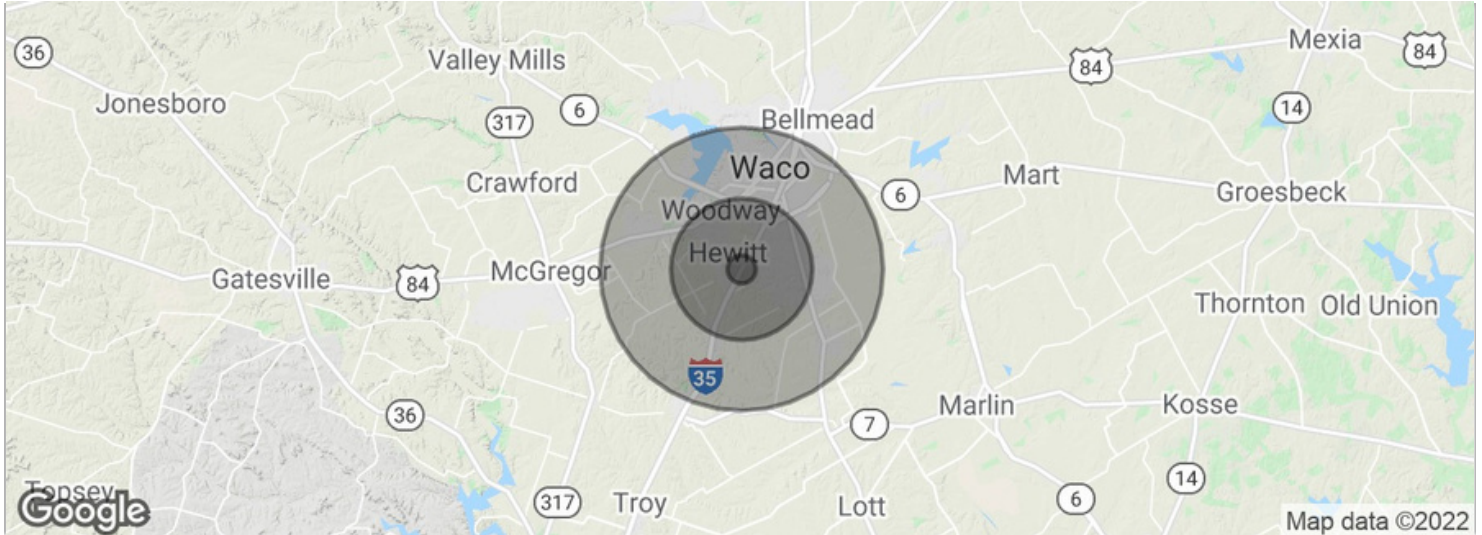 Mexia
36
84
84
Valley Mills
Jonesboro
6
14
317
Bellmead
Waco
Crawford
Mart
6
Groesbeck
Woodway
Hewitt
McGregor
Gatesville
84
Thornton
Old Union
35
Marlin
Kosse
36
7
14
Topsey
317
Troy
Lott
6
Google
Map data ©2022